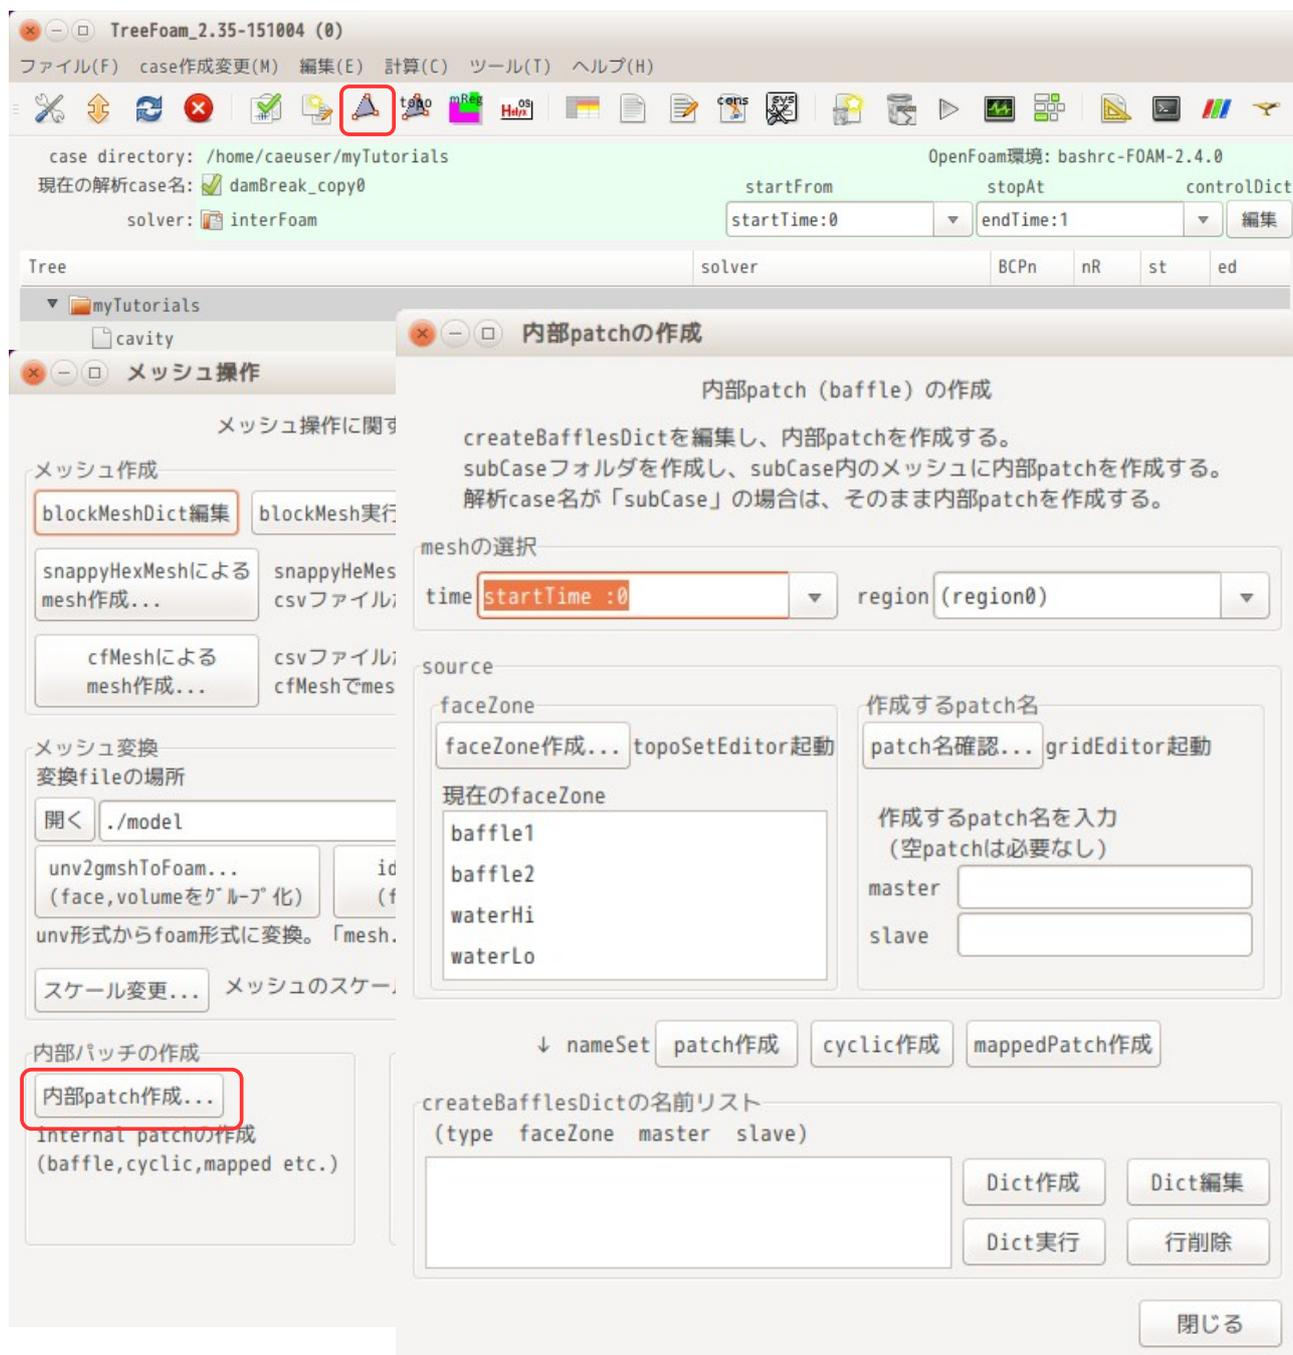 TreeFoam_2.35-151004 (0)
ファイル(F) case作成変更(M) 編集(E) 計算(C) ツール(T) ヘルプ(H)
topo mReg OS Helyx cons sys
case directory: /home/caeuser/myTutorials OpenFoam環境: bashrc-FOAM-2.4.0
現在の解析case名: damBreak_copy0 startFrom stopAt controlDict
solver: interFoam startTime:0 endTime:1 編集
Tree solver BCPn nR st ed
myTutorials
cavity
メッシュ操作
メッシュ操作に関す
メッシュ作成
blockMeshDict編集 blockMesh実行
snappyHexMeshによる
mesh作成...
snappyHeMes
csvファイル
cfMeshによる
mesh作成...
csvファイル
cfMeshでmes
メッシュ変換
変換fileの場所
開く ./model
unv2gmshToFoam...
(face,volumeをグループ化)
unv形式からfoam形式に変換。「mesh.
スケール変更... メッシュのスケー
内部パッチの作成
内部patch作成...
internal patchの作成
(baffle,cyclic,mapped etc.)
内部patchの作成
内部patch (baffle) の作成
createBafflesDictを編集し、内部patchを作成する。
subCaseフォルダを作成し、subCase内のメッシュに内部patchを作成する。
解析case名が「subCase」の場合は、そのまま内部patchを作成する。
meshの選択
time startTime :0 region (region0)
source
faceZone
faceZone作成... topoSetEditor起動
現在のfaceZone
baffle1
baffle2
waterHi
waterLo
作成するpatch名
patch名確認... gridEditor起動
作成するpatch名を入力
(空patchは必要なし)
master
slave
↓ nameSet patch作成 cyclic作成 mappedPatch作成
createBafflesDictの名前リスト
(type faceZone master slave)
Dict作成 Dict編集
Dict実行 行削除
閉じる